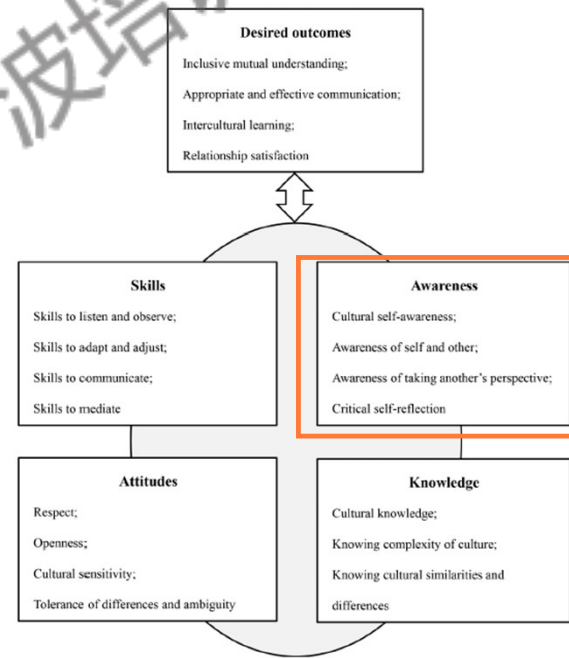 波塔
Desired outcomes
Inclusive mutual understanding;
Appropriate and effective communication;
Intercultural learning;
Relationship satisfaction
Skills
Skills to listen and observe;
Skills to adapt and adjust;
Skills to communicate;
Skills to mediate
Awareness
Cultural self-awareness;
Awareness of self and other;
Awareness of taking another's perspective;
Critical self-reflection
Attitudes
Respect;
Openness;
Cultural sensitivity;
Tolerance of differences and ambiguity
Knowledge
Cultural knowledge;
Knowing complexity of culture;
Knowing cultural similarities and
differences